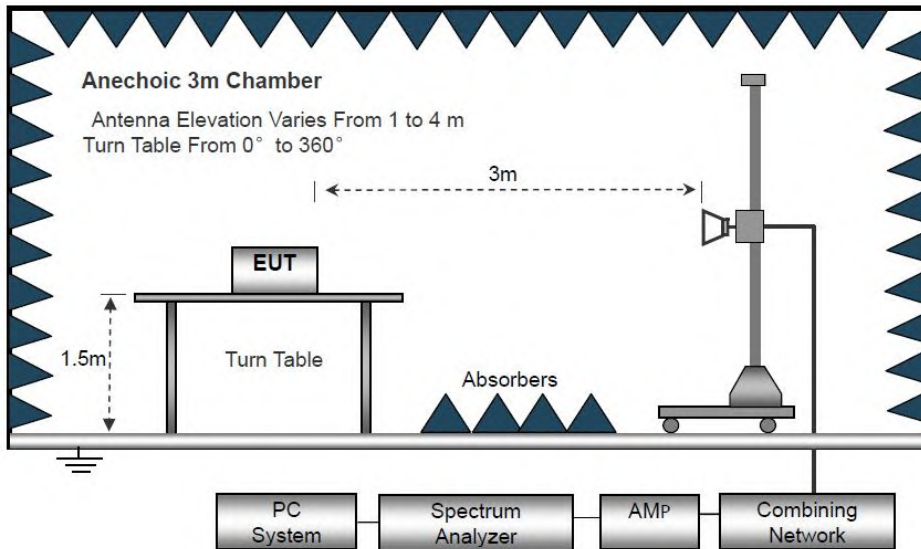 Anechoic 3m Chamber
Antenna Elevation Varies From 1 to 4 m
Turn Table From 0° to 360°
3m
EUT
1.5m
Turn Table
Absorbers
PC
System
Spectrum
Analyzer
AMP
Combining
Network